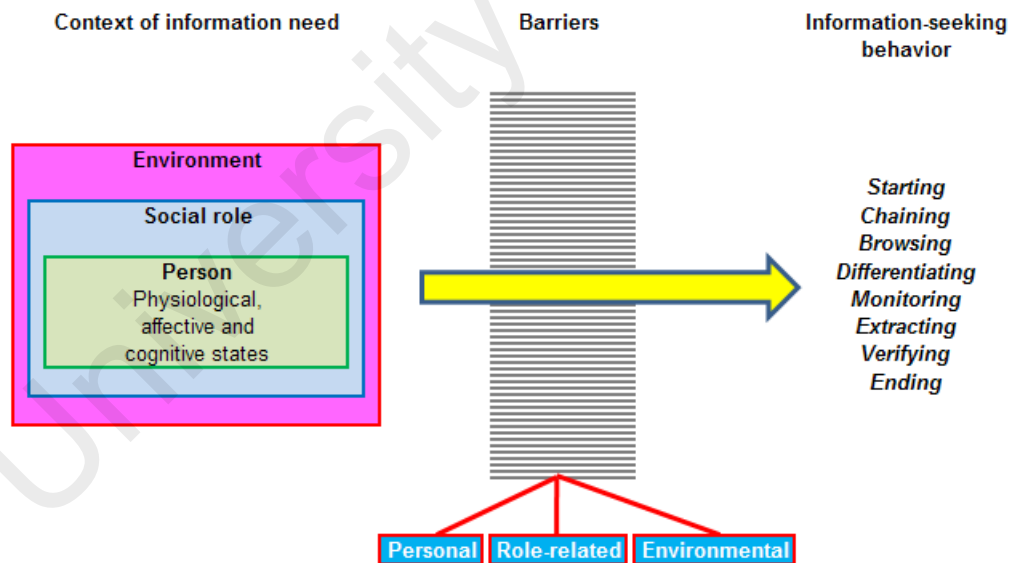 Context of information need
Barriers
Information-seeking
behavior
Environment
Social role
Person
Physiological,
affective and
cognitive states
Starting
Chaining
Browsing
Differentiating
Monitoring
Extracting
Verifying
Ending
Personal
Role-related
Environmental
University